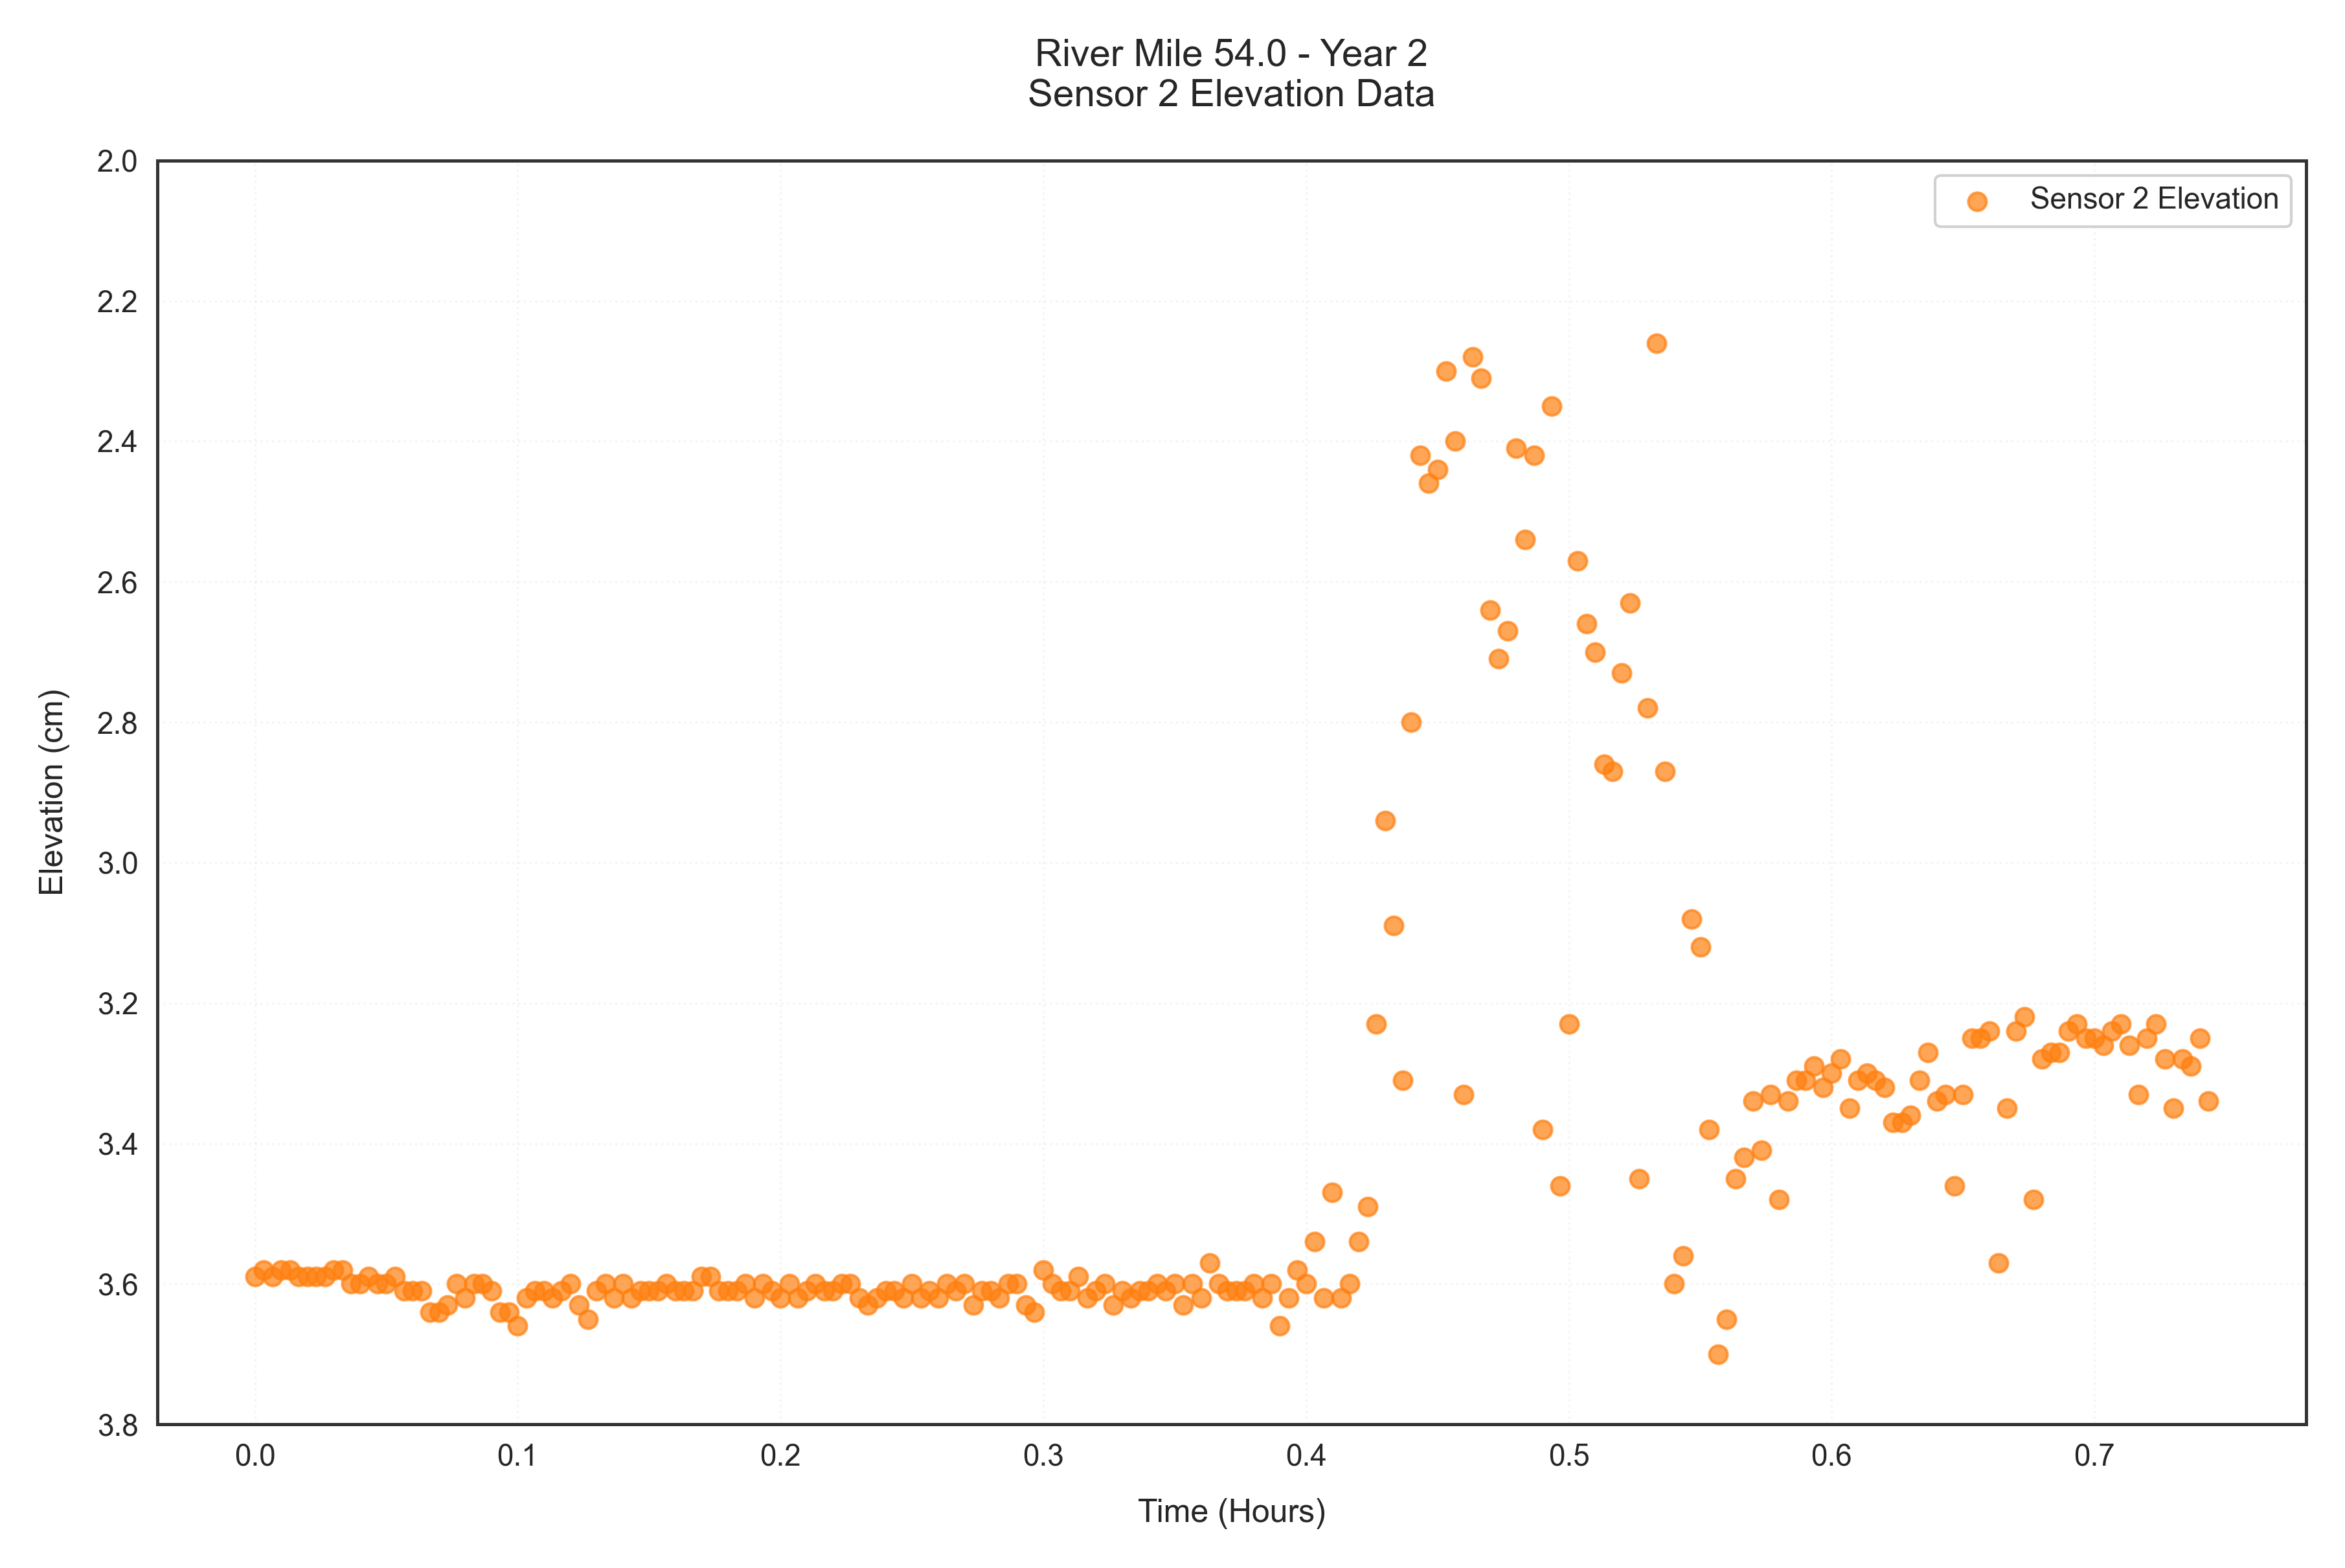 River Mile 54.0 - Year 2
Sensor 2 Elevation Data
Sensor 2 Elevation
Elevation (cm)
2.0
2.2
2.4
2.6
2.8
3.0
3.2
3.4
3.6
3.8
0.0 0.1 0.2 0.3 0.4 0.5 0.6 0.7
Time (Hours)